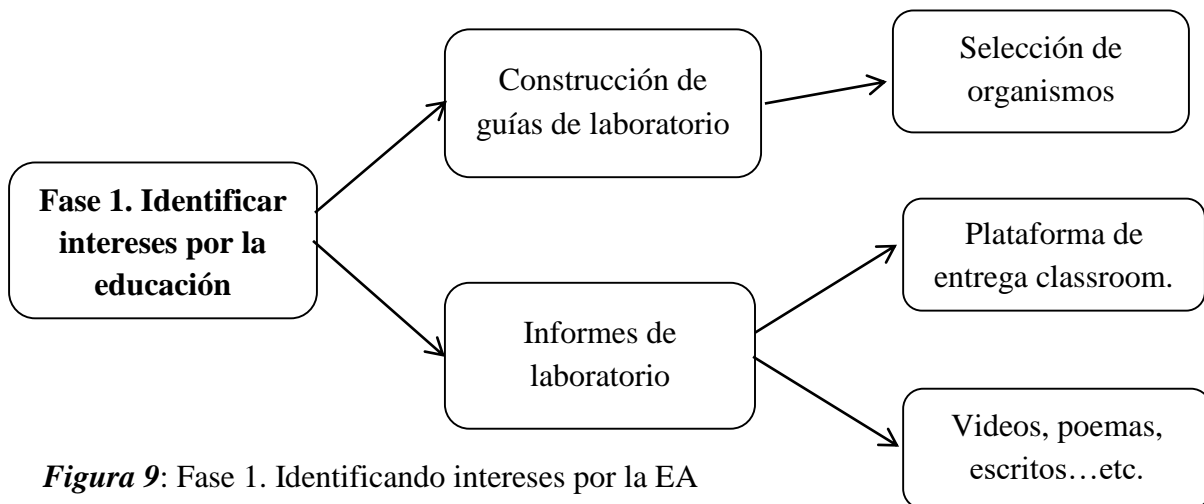 Fase 1. Identificar
intereses por la
educación
Construcción de
guías de laboratorio
Selección de
organismos
Informes de
laboratorio
Plataforma de
entrega classroom.
Videos, poemas,
escritos…etc.
Figura 9: Fase 1. Identificando intereses por la EA